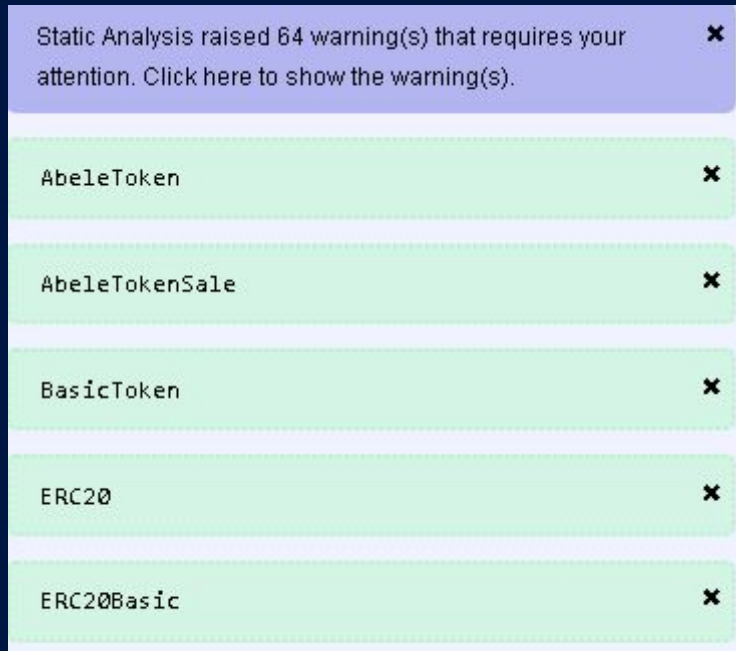 Static Analysis raised 64 warning(s) that requires your
attention. Click here to show the warning(s).
AbeleToken
AbeleTokenSale
BasicToken
ERC20
ERC20Basic